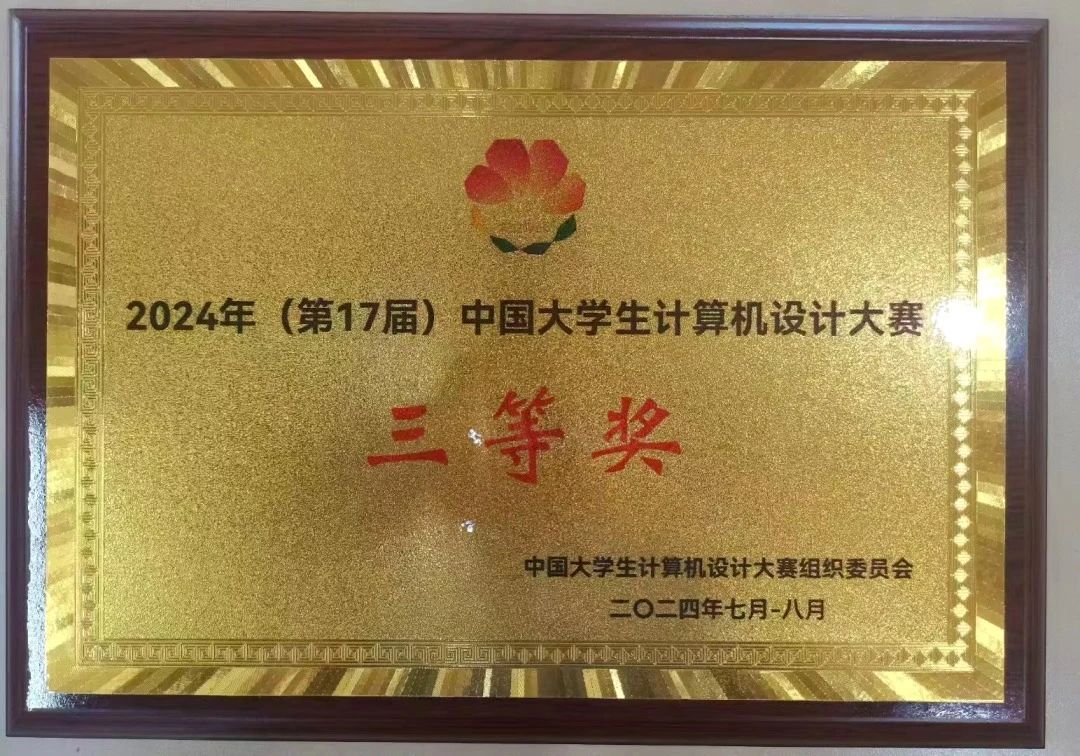 2024年（第17届）中国大学生计算机设计大赛
三等奖
中国大学生计算机设计大赛组织委员会
二〇二四年七月-八月